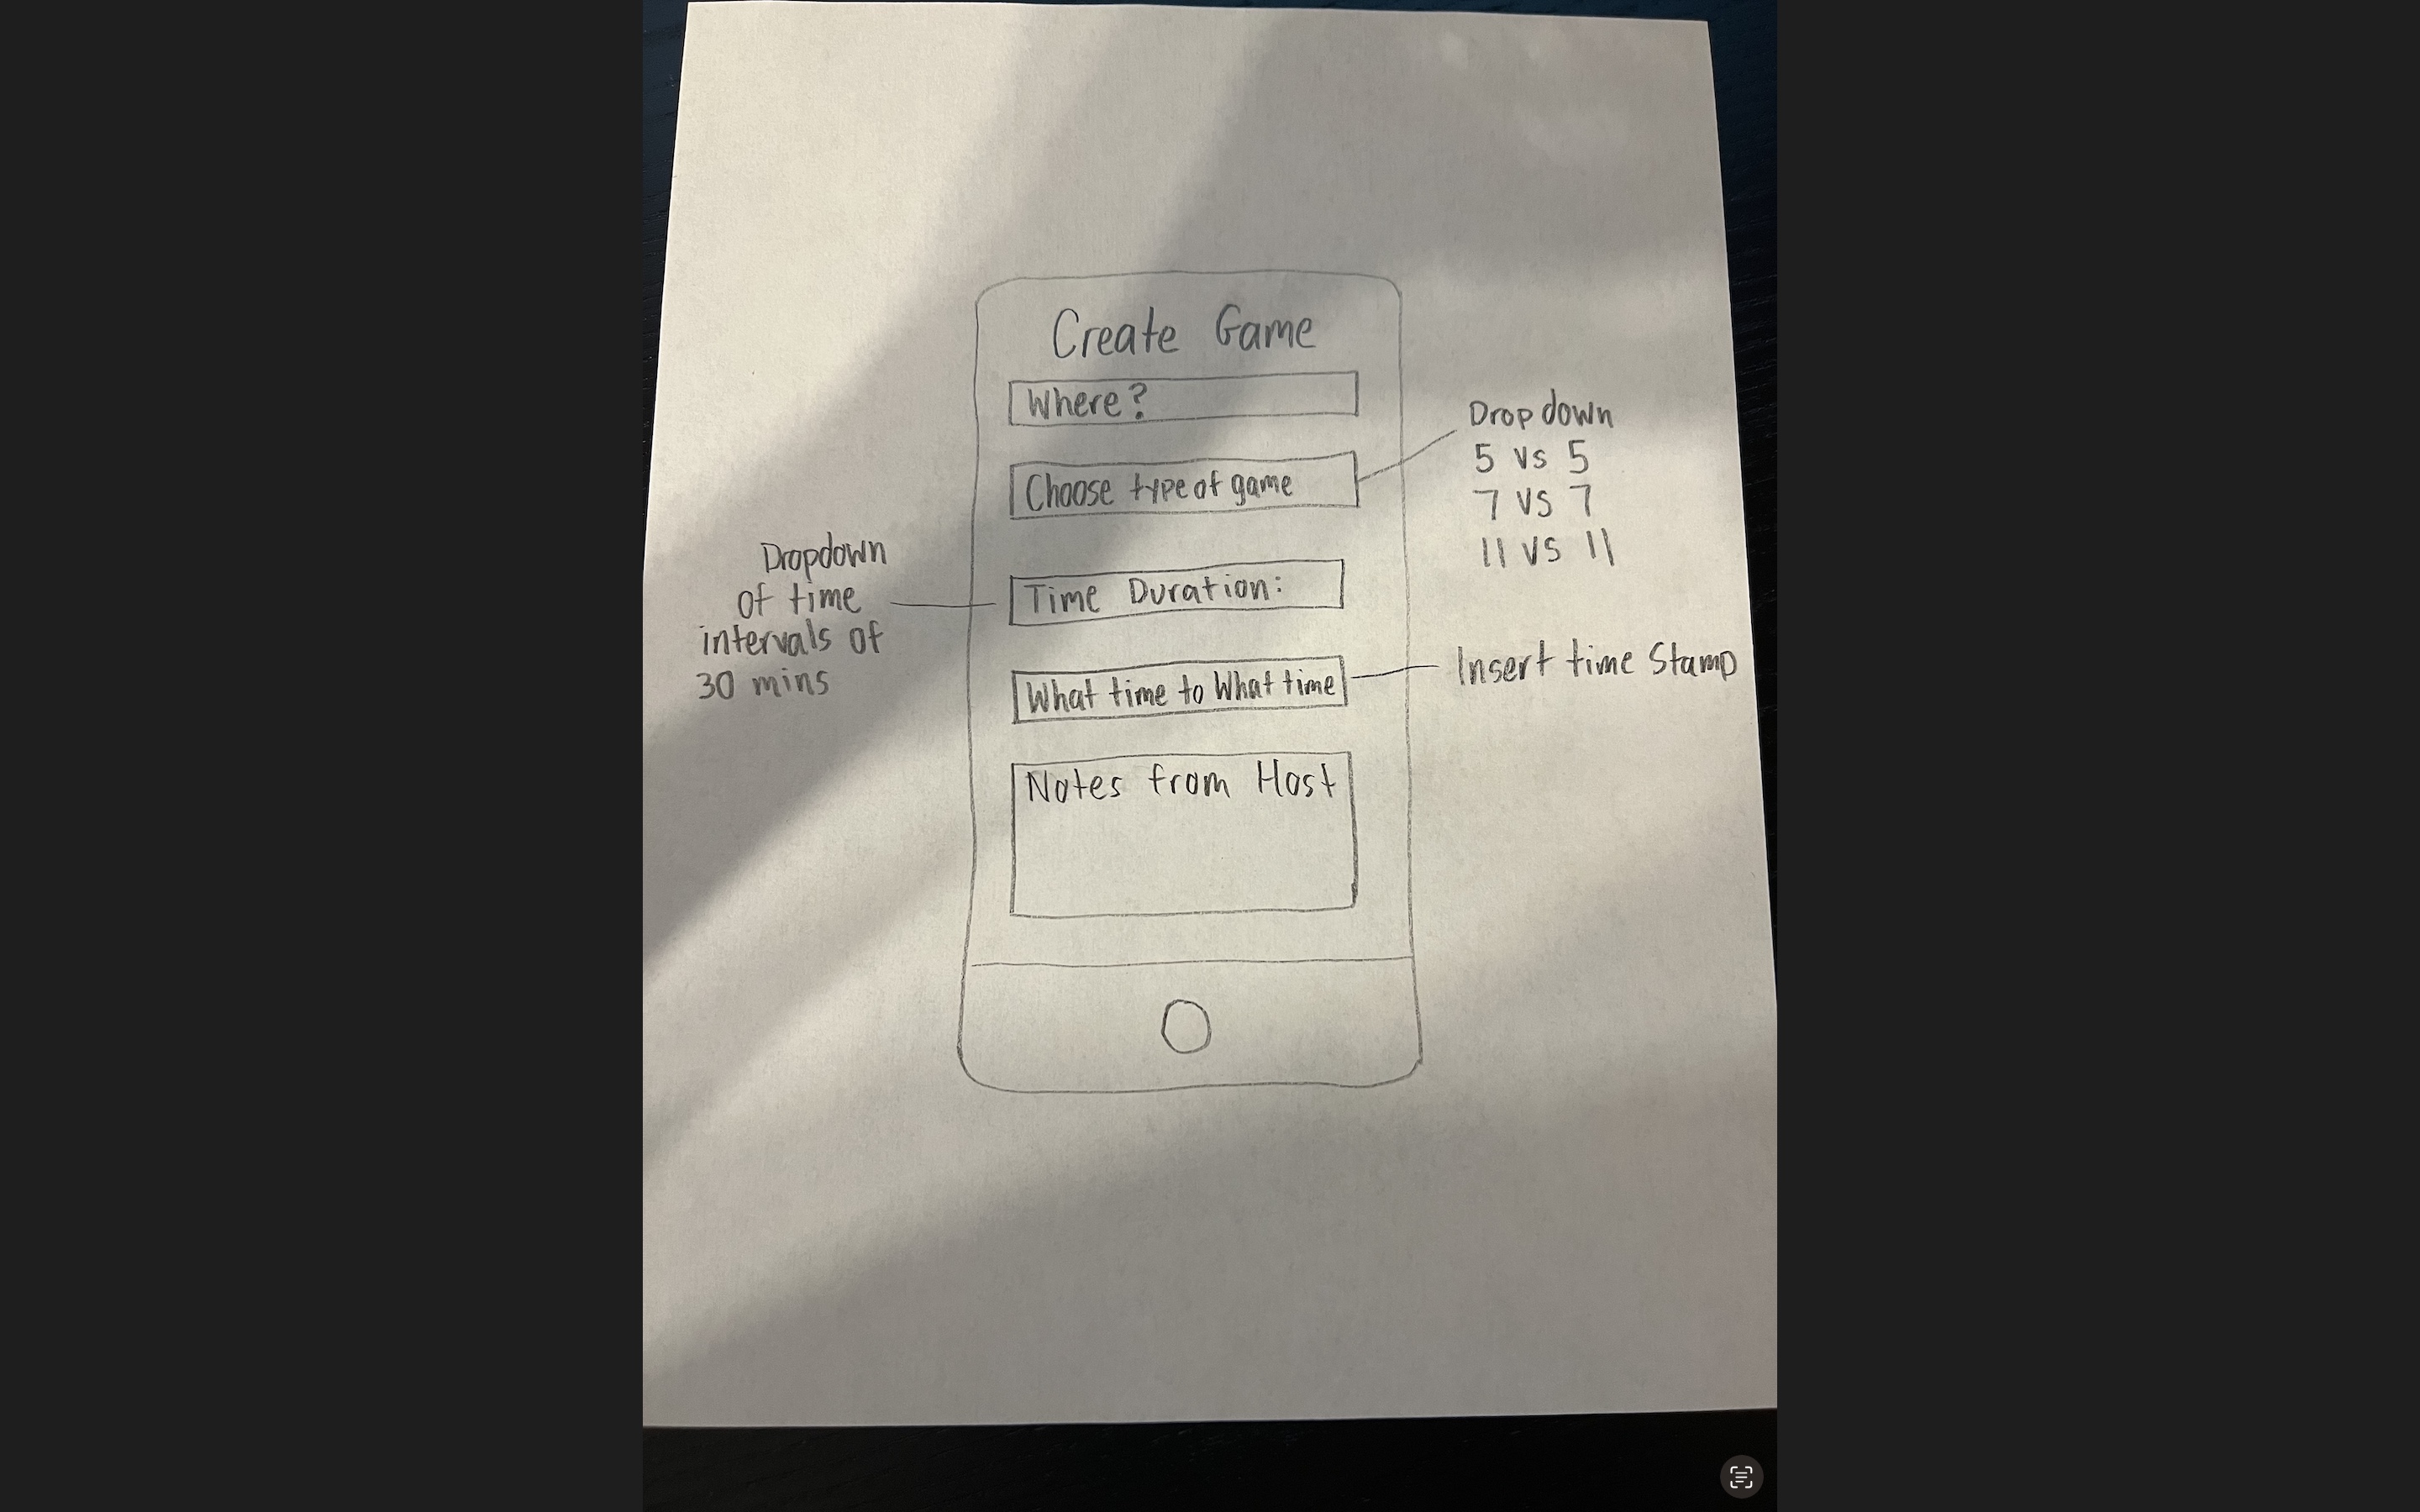 Create Game
Where?
Choose type of game
Drop down
5 vs 5
7 vs 7
11 vs 11
Dropdown
of time
intervals of
30 mins
Time Duration:
What time to What time
Insert time Stamp
Notes from Host